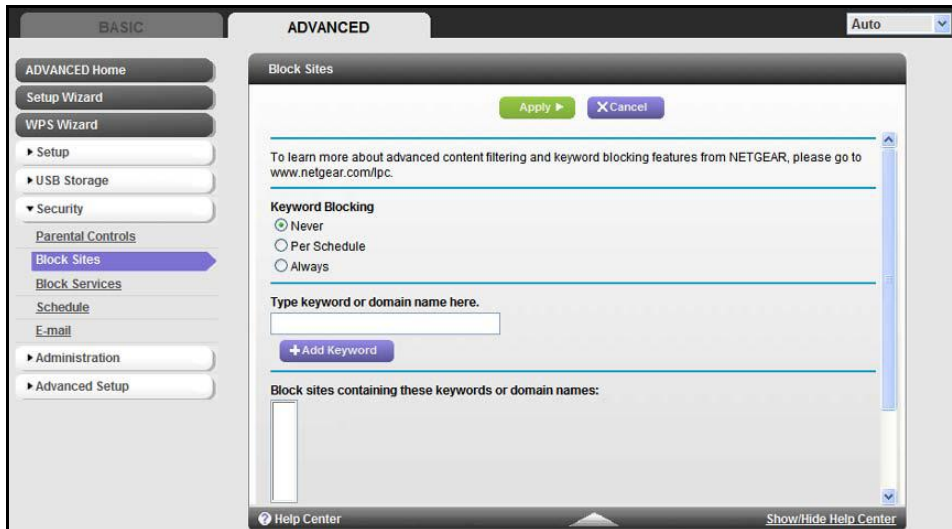 BASIC
ADVANCED
Auto
ADVANCED Home
Setup Wizard
WPS Wizard
Setup
USB Storage
Security
Parental Controls
Block Sites
Block Services
Schedule
E-mail
Administration
Advanced Setup
Block Sites
Apply
Cancel
To learn more about advanced content filtering and keyword blocking features from NETGEAR, please go to
www.netgear.com/lpc.
Keyword Blocking
Never
Per Schedule
Always
Type keyword or domain name here.
Add Keyword
Block sites containing these keywords or domain names:
Help Center
Show/Hide Help Center